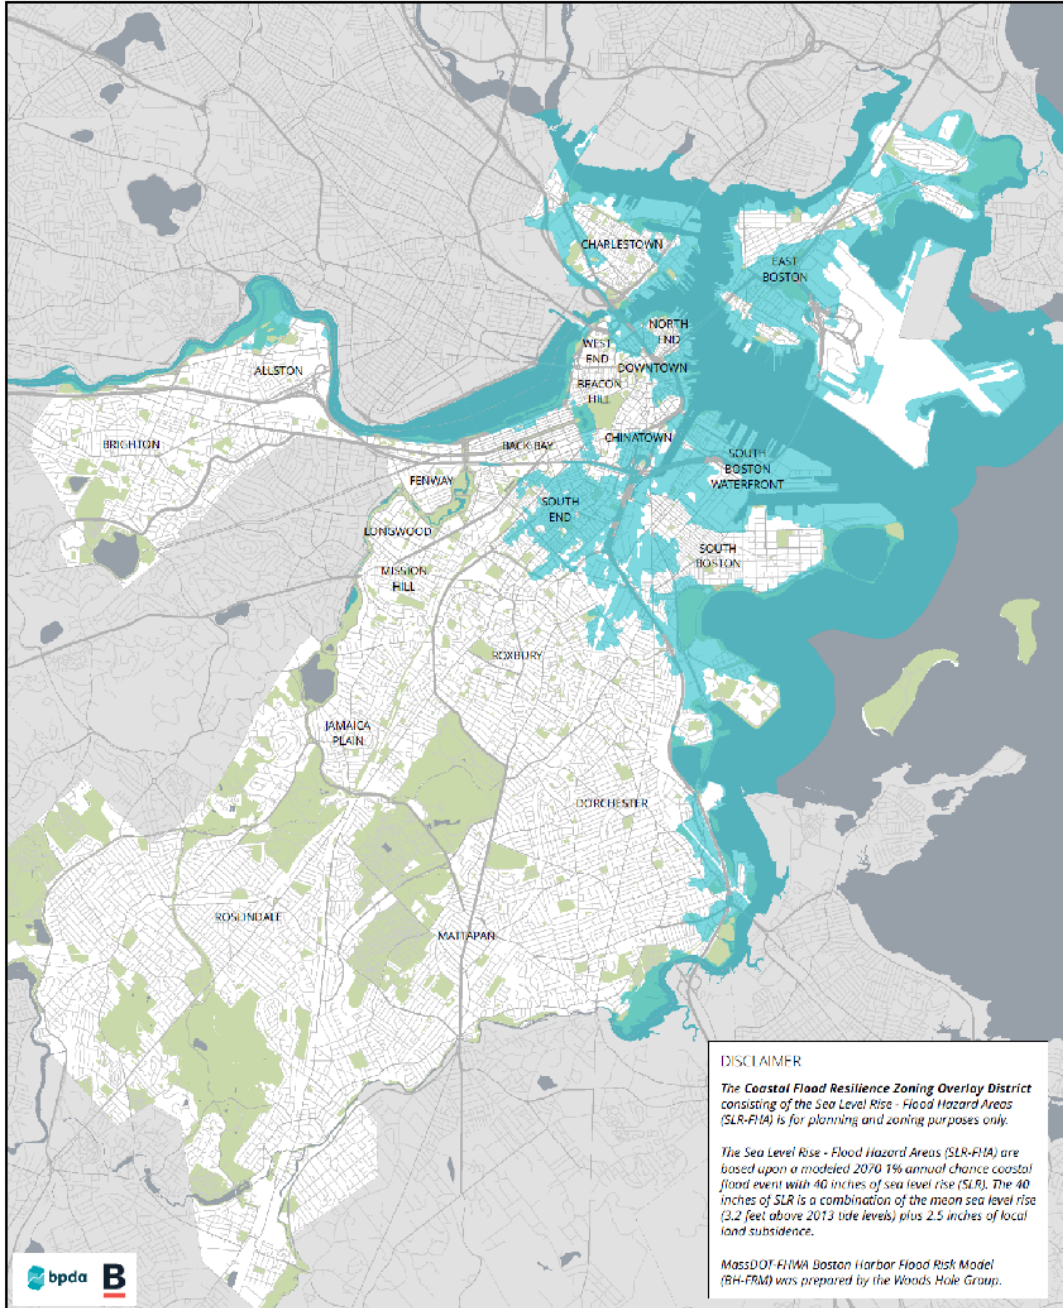 CHARLESTOWN
EAST
BOSTON
NORTH
END
WEST
END
DOWNTOWN
ALLSTON
BEACON
HILL
BRIGHTON
BACK BAY
CHINATOWN
SOUTH
BOSTON
WATERFRONT
FENWAY
SOUTH
END
LONGWOOD
SOUTH
BOSTON
MISSION
HILL
ROXBURY
JAMAICA
PLAIN
DORCHESTER
ROSLINDALE
MATTAPAN
DISCLAIMER
The Coastal Flood Resilience Zoning Overlay District
consisting of the Sea Level Rise - Flood Hazard Areas
(SLR-FHA) is for planning and zoning purposes only.
The Sea Level Rise - Flood Hazard Areas (SLR-FHA) are
based upon a modeled 2070 1% annual chance coastal
flood event with 40 inches of sea level rise (SLR). The 40
inches of SLR is a combination of the mean sea level rise
(3.2 feet above 2013 tide levels) plus 2.5 inches of local
land subsidence.
MassDOT-FHWA Boston Harbor Flood Risk Model
(BH-FRM) was prepared by the Woods Hole Group.
bpda B